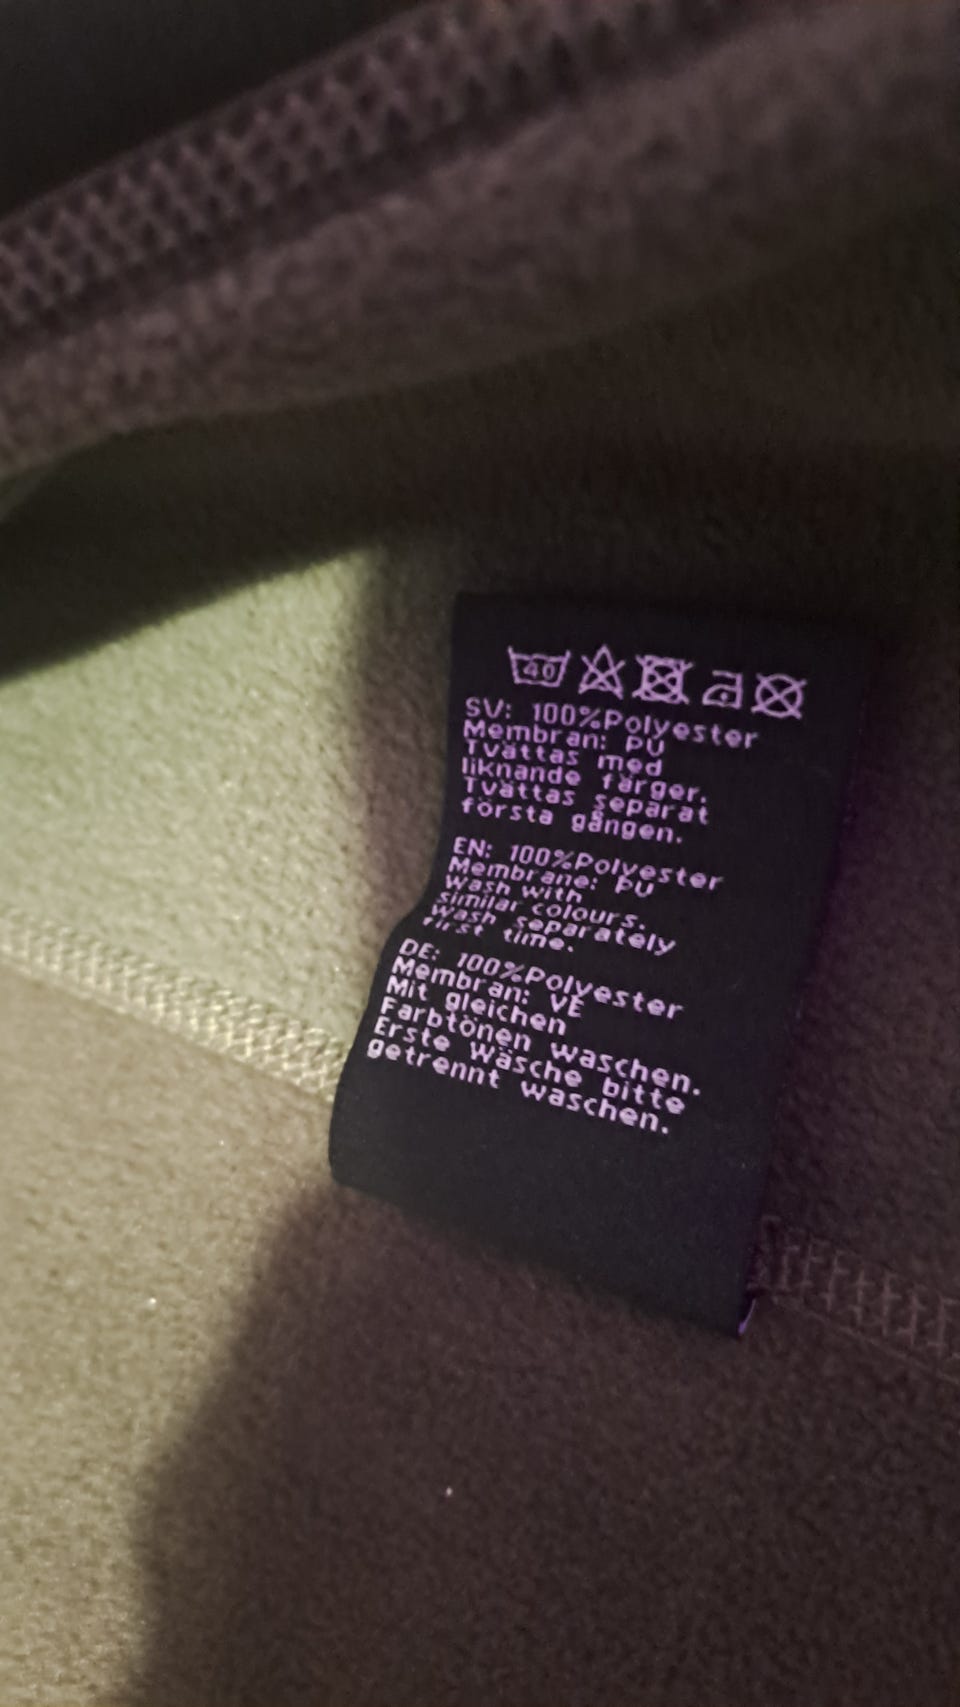 40
SV: 100%Polyester
Membran: PU
Tvättas med
liknande färger.
Tvättas separat
första gången.
EN: 100%Polyester
Membrane: PU
Wash with
similar colours.
Wash separately
first time.
DE: 100%Polyester
Membran: VE
Mit gleichen
Farbtönen waschen.
Erste Wäsche bitte
getrennt waschen.